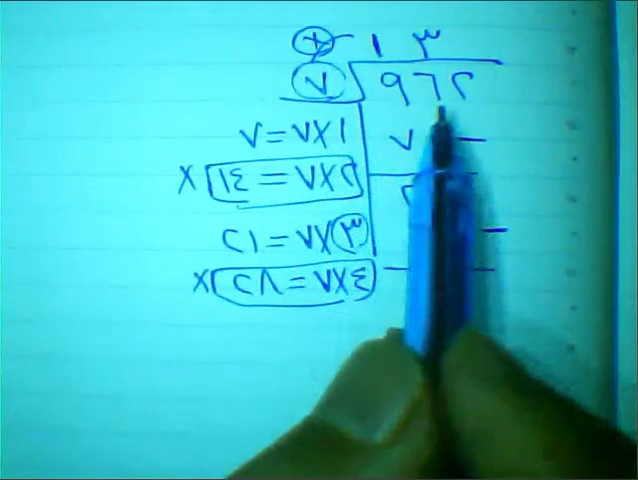 × ١ ٣
٧ ٩٦٢
٧ = ٧×١ ٧ –
× ١٤ = ٧×٢
٢١ = ٧×٣ –
× ٢٨ = ٧×٤